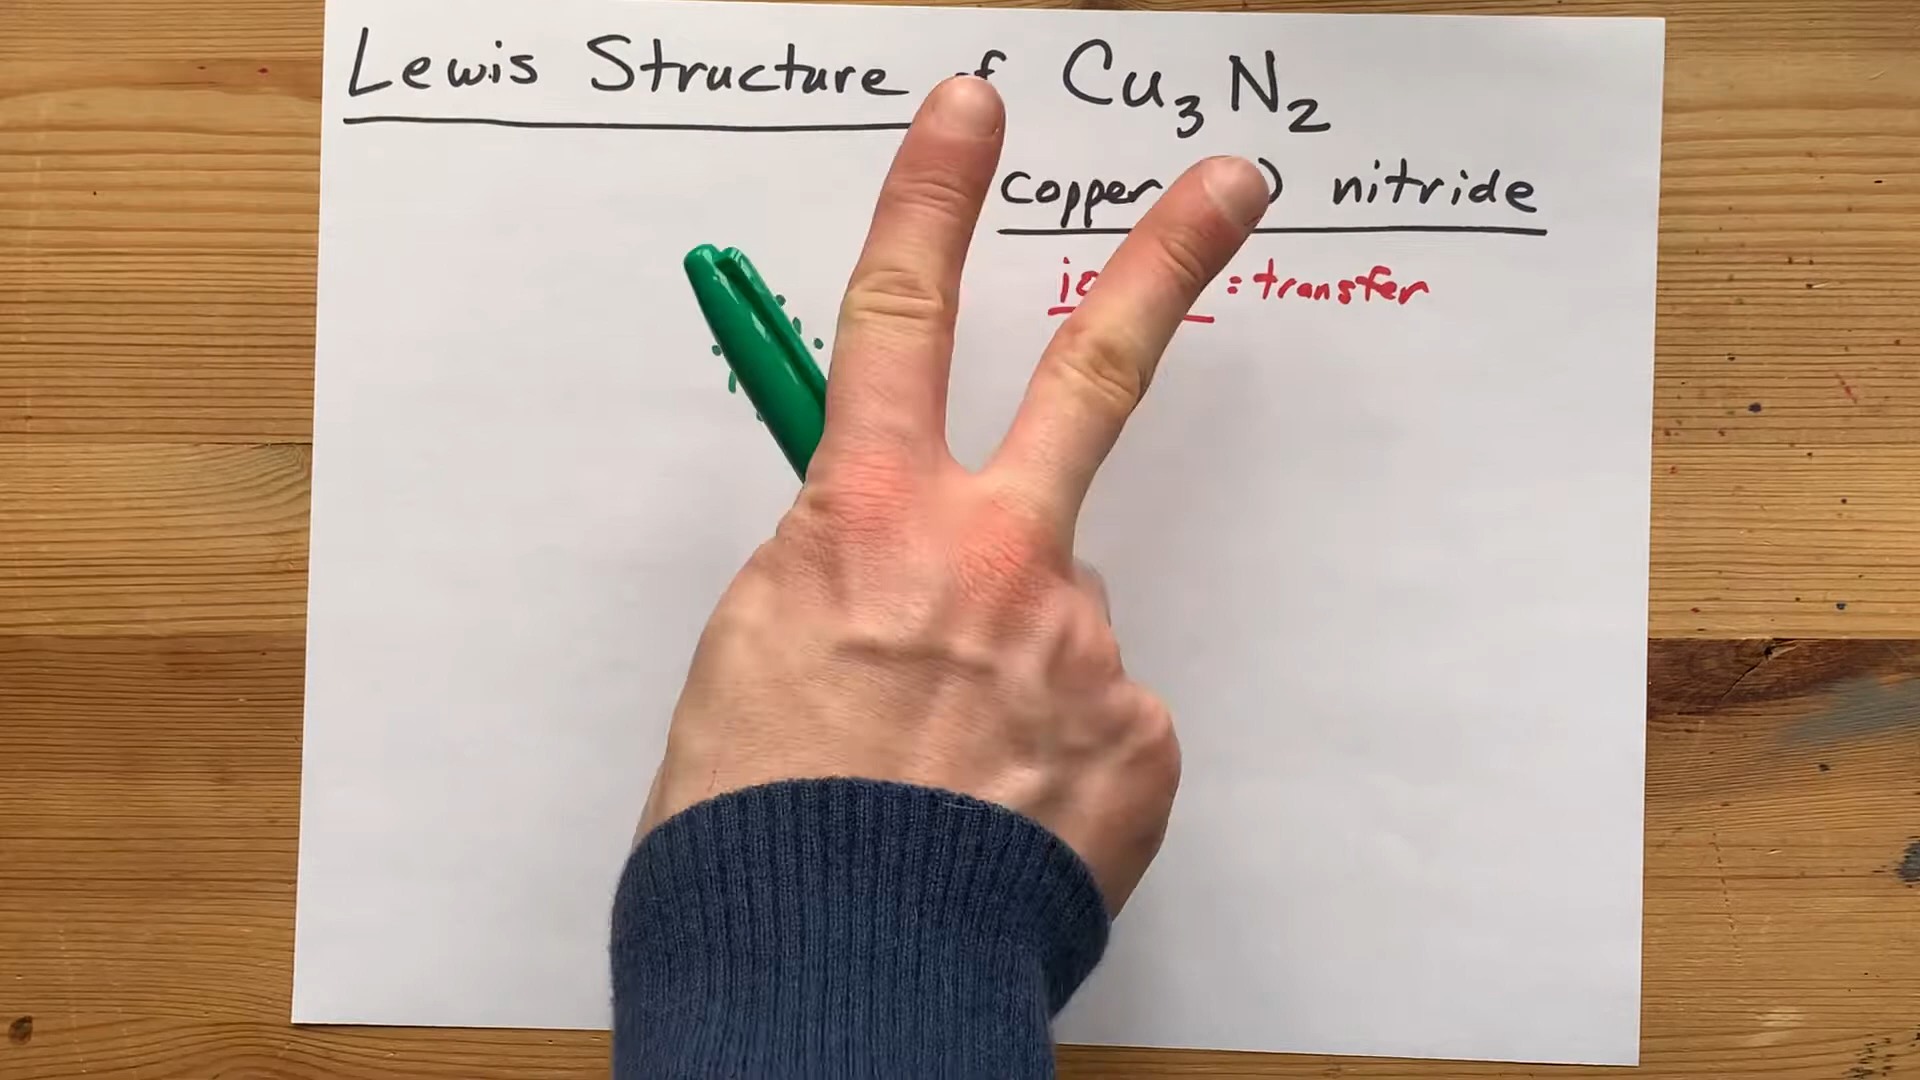 Lewis Structure Cu3N2
copper ) nitride
= transfer